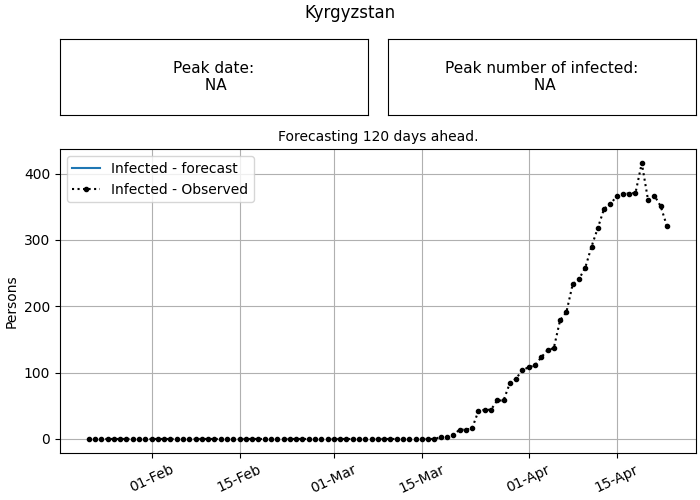 Kyrgyzstan
Peak date:
NA
Peak number of infected:
NA
Forecasting 120 days ahead.
Infected - forecast
Infected - Observed
Persons
400
300
200
100
0
01-Feb
15-Feb
01-Mar
15-Mar
01-Apr
15-Apr